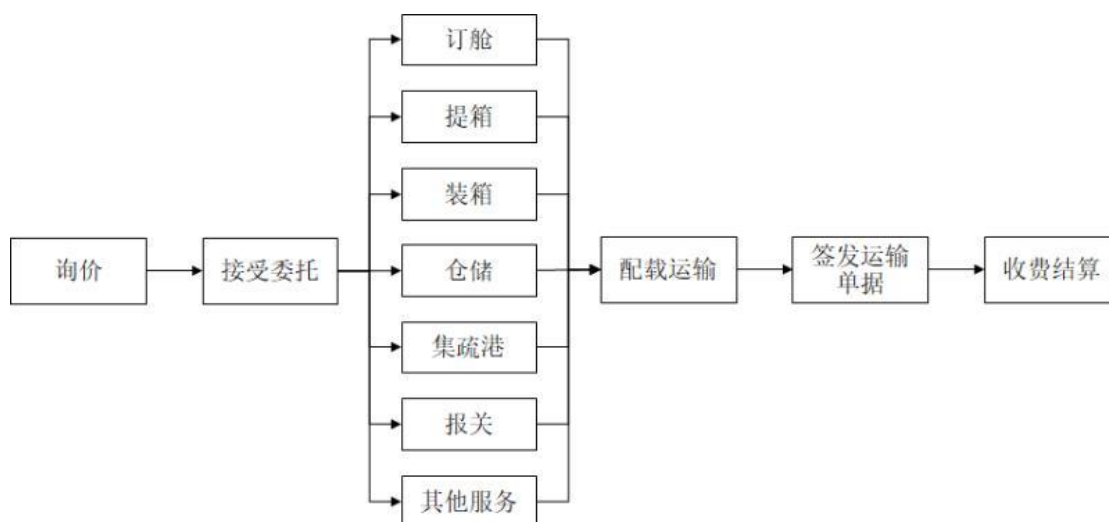 询价
接受委托
订舱
提箱
装箱
仓储
集疏港
报关
其他服务
配载运输
签发运输
单据
收费结算